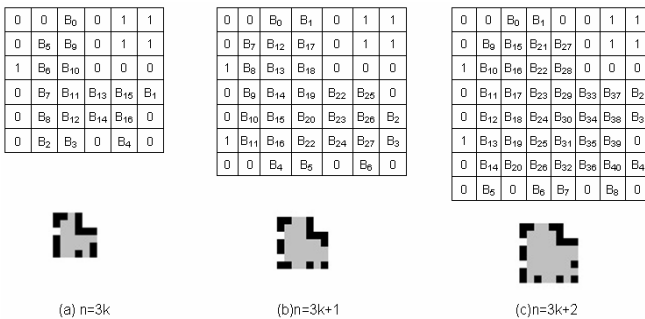 0 0 B₀ 0 1 1
0 B₅ B₉ 0 1 1
1 B₆ B₁₀ 0 0 0
0 B₇ B₁₁ B₁₃ B₁₅ B₁
0 B₈ B₁₂ B₁₄ B₁₆ 0
0 B₂ B₃ 0 B₄ 0
0 0 B₀ B₁ 0 1 1
0 B₇ B₁₂ B₁₇ 0 1 1
1 B₈ B₁₃ B₁₈ 0 0 0
0 B₉ B₁₄ B₁₉ B₂₂ B₂₅ 0
0 B₁₀ B₁₅ B₂₀ B₂₃ B₂₆ B₂
1 B₁₁ B₁₆ B₂₂ B₂₄ B₂₇ B₃
0 0 B₄ B₅ 0 B₆ 0
0 0 B₀ B₁ 0 0 1 1
0 B₉ B₁₅ B₂₁ B₂₇ 0 1 1
1 B₁₀ B₁₆ B₂₂ B₂₈ 0 0 0
0 B₁₁ B₁₇ B₂₃ B₂₉ B₃₃ B₃₇ B₂
0 B₁₂ B₁₈ B₂₄ B₃₀ B₃₄ B₃₈ B₃
1 B₁₃ B₁₉ B₂₅ B₃₁ B₃₅ B₃₉ 0
0 B₁₄ B₂₀ B₂₆ B₃₂ B₃₆ B₄₀ B₄
0 B₅ 0 B₆ B₇ 0 B₈ 0
(a) n=3k
(b)n=3k+1
(c)n=3k+2